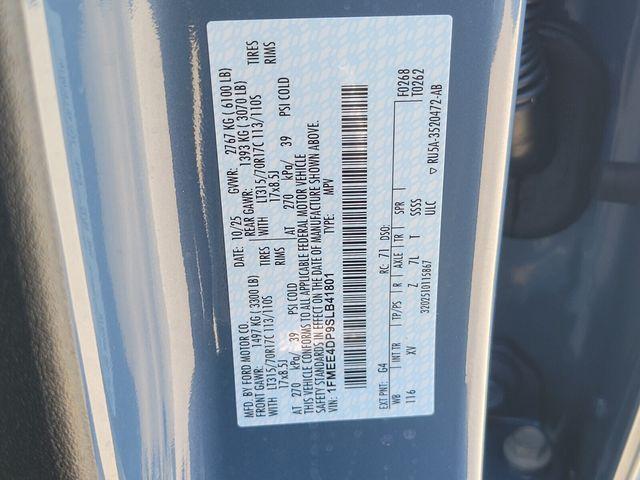 MFD. BY FORD MOTOR CO.
DATE: 10/25 GVWR: 2767 KG ( 6100 LB)
FRONT GAWR: 1497 KG ( 3300 LB) REAR GAWR: 1393 KG ( 3070 LB)
WITH LT315/70R17C 113/110S TIRES WITH LT315/70R17C 113/110S TIRES
17x8.5J RIMS 17x8.5J RIMS
AT 270 kPa/ 39 PSI COLD AT 270 kPa/ 39 PSI COLD
THIS VEHICLE CONFORMS TO ALL APPLICABLE FEDERAL MOTOR VEHICLE
SAFETY STANDARDS IN EFFECT ON THE DATE OF MANUFACTURE SHOWN ABOVE.
VIN: 1FMEE4DP9SLB41801 TYPE: MPV
F0268
T0262
EXT PNT: G4 RC: 71 DSO:
WB INT TR TP/PS R AXLE TR SPR
116 XV Z 7L T SSSS
ULC
320251015867
RU5A-3520472-AB